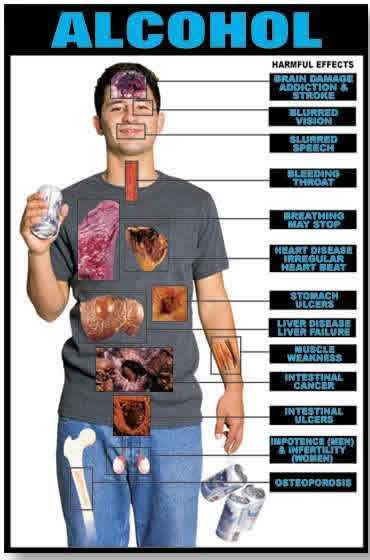 ALCOHOL
HARMFUL EFFECTS
BRAIN DAMAGE
ADDICTION &
STROKE
BLURRED
VISION
SLURRED
SPEECH
BLEEDING
THROAT
BREATHING
MAY STOP
HEART DISEASE
IRREGULAR
HEART BEAT
STOMACH
ULCERS
LIVER DISEASE
LIVER FAILURE
MUSCLE
WEAKNESS
INTESTINAL
CANCER
INTESTINAL
ULCERS
IMPOTENCE (MEN)
& INFERTILITY
(WOMEN)
OSTEOPOROSIS